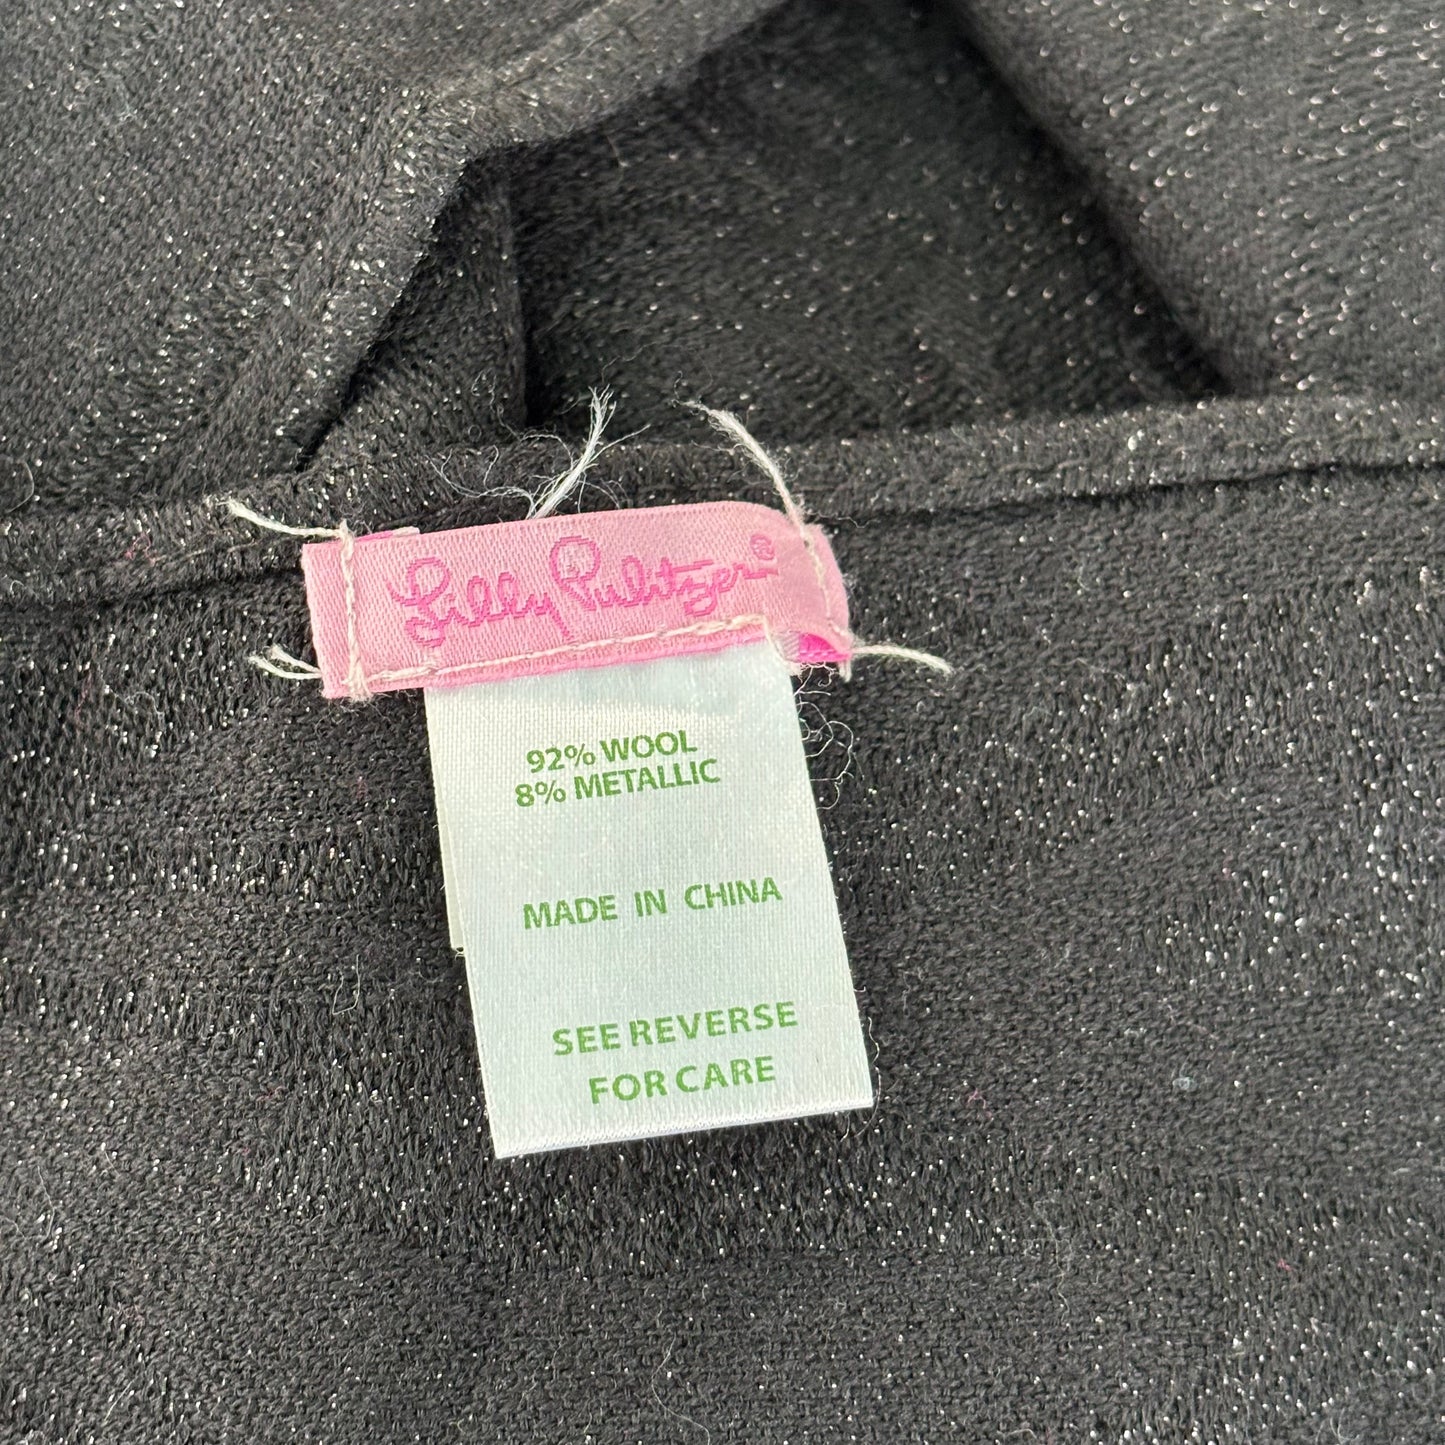 Lilly Pulitzer®
92% WOOL
8% METALLIC
MADE IN CHINA
SEE REVERSE
FOR CARE